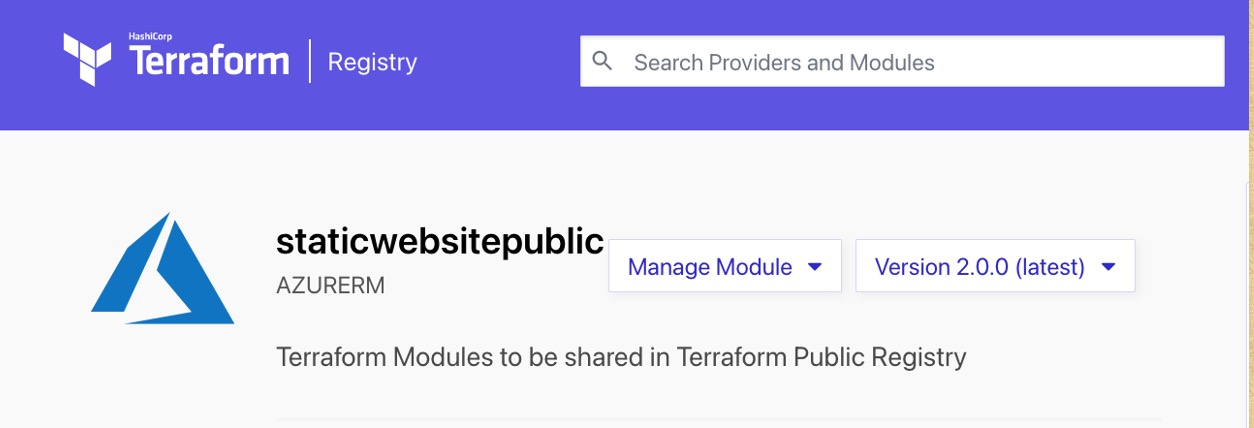 HashiCorp
Terraform
Registry
Search Providers and Modules
staticwebsitepublic
AZURERM
Manage Module
Version 2.0.0 (latest)
Terraform Modules to be shared in Terraform Public Registry